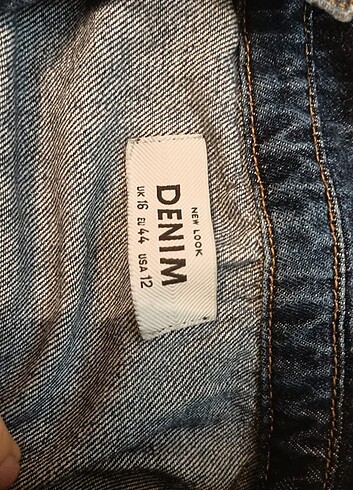 NEW LOOK
DENIM
UK 16 EU 44 USA 12